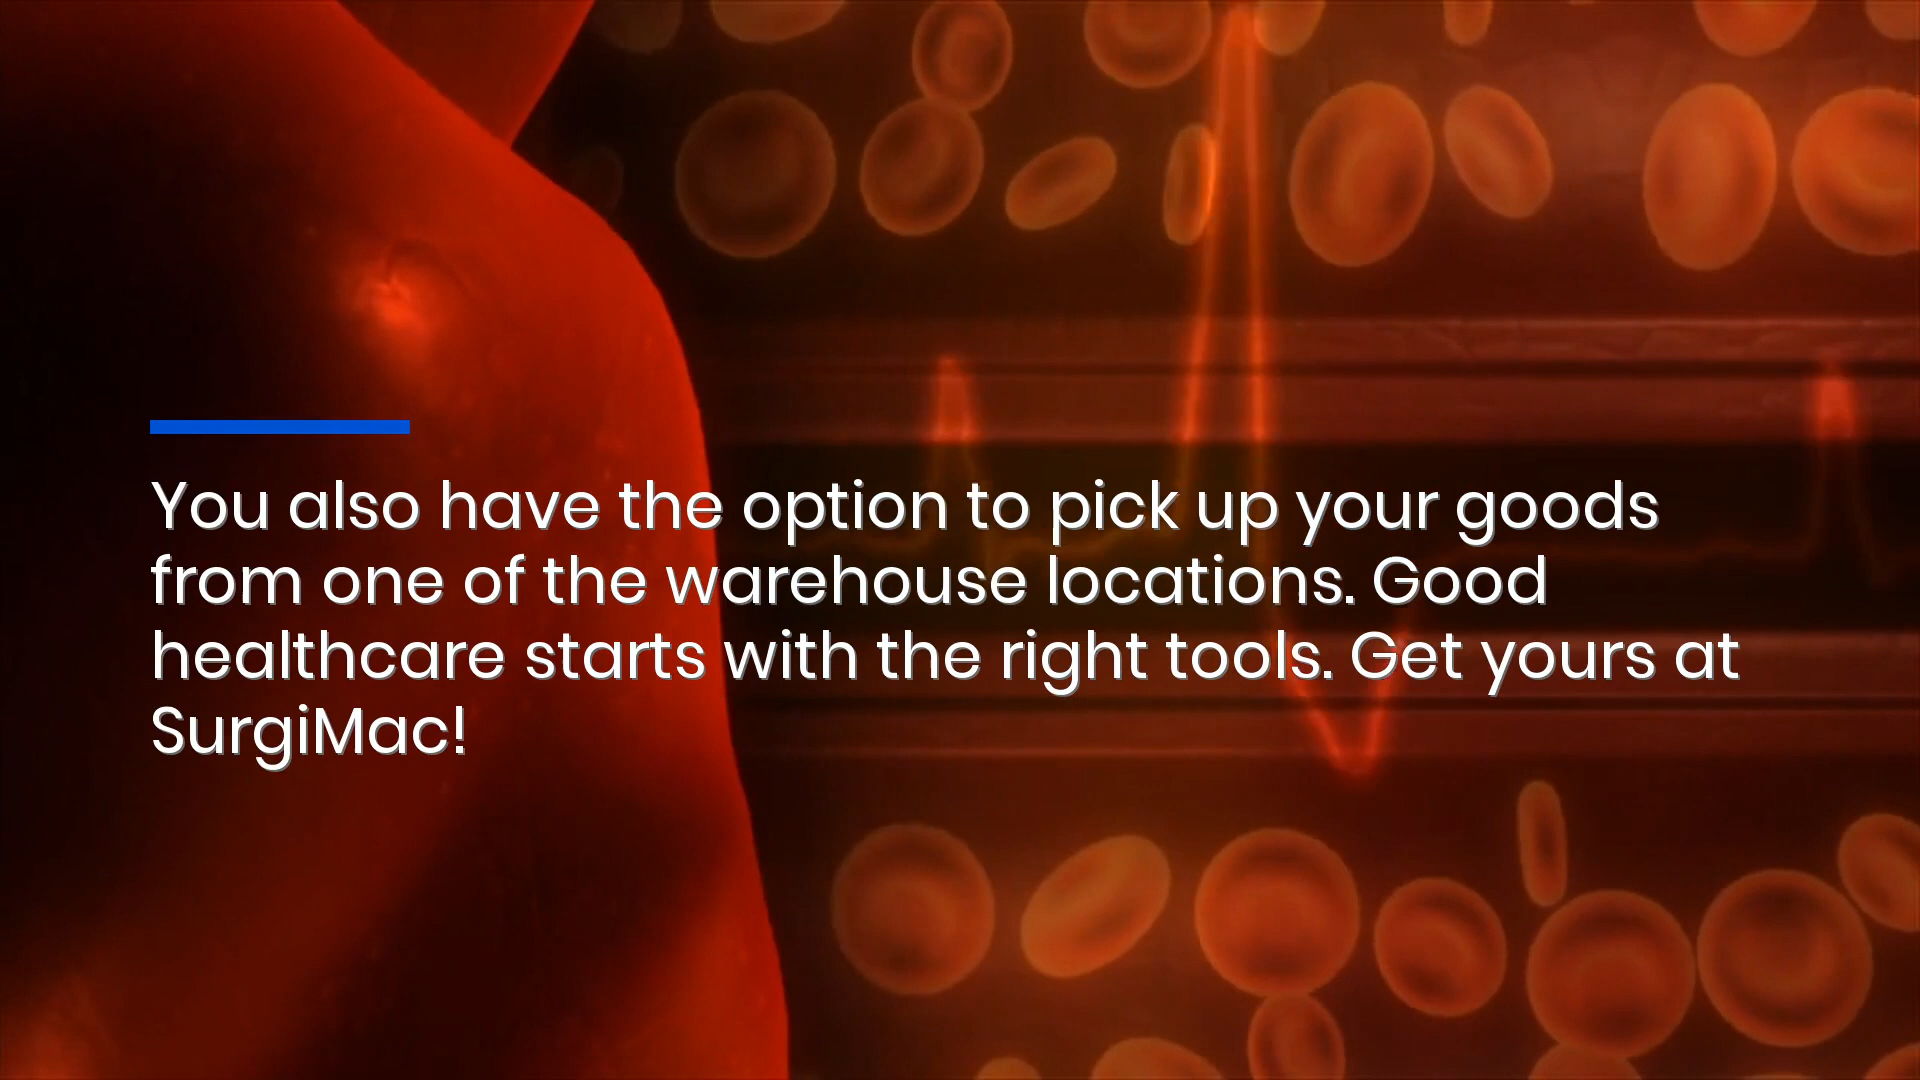 You also have the option to pick up your goods
from one of the warehouse locations. Good
healthcare starts with the right tools. Get yours at
SurgiMac!